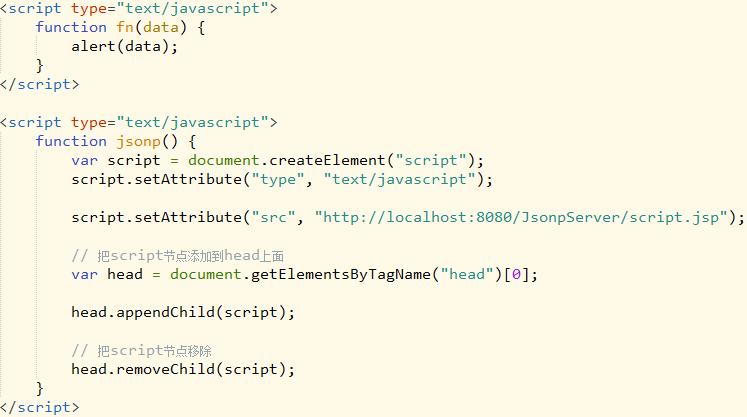 <script type="text/javascript">
    function fn(data) {
        alert(data);
    }
</script>

<script type="text/javascript">
    function jsonp() {
        var script = document.createElement("script");
        script.setAttribute("type", "text/javascript");

        script.setAttribute("src", "http://localhost:8080/JsonpServer/script.jsp");

        // 把script节点添加到head上面
        var head = document.getElementsByTagName("head")[0];

        head.appendChild(script);

        // 把script节点移除
        head.removeChild(script);
    }
</script>